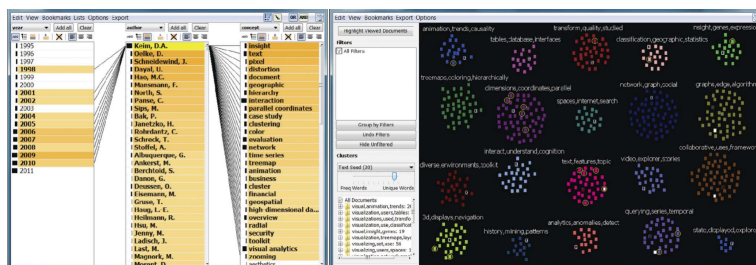 Edit View Bookmarks Lists Options Export
year Add all clear
author Add all clear
concept Add all clear
1995
1996
1997
1998
1999
2000
2001
2002
2003
2004
2005
2006
2007
2008
2009
2010
2011
Keim, D.A.
Oelke, D.
Schneidewind, J.
Dayal, U.
Hao, M.C.
Mansmann, F.
North, S.
Panse, C.
Sips, M.
Bak, P.
Janetzko, H.
Rohrdantz, C.
Schreck, T.
Stoffel, A.
Albuquerque, G.
Ankerst, M.
Berchtold, S.
Danon, G.
Deussen, O.
Eisemann, M.
Gruse, T.
Haug, L.-E.
Heilmann, R.
Hsu, M.
Jenny, M.
Ladisch, J.
Last, M.
Magnork, M.
insight
text
pixel
distortion
document
geographic
hierarchy
interaction
parallel coordinates
case study
clustering
color
evaluation
network
time series
treemap
animation
business
cluster
financial
geospatial
high dimensional da...
overview
radial
security
toolkit
visual analytics
zooming
aesthetics
Edit View Bookmarks Export Options
Highlight Viewed Documents
Filters
All Filters
Group by Filters
Undo Filters
Hide Unfiltered
Clusters
Text Seed (20)
Freq Words Unique Words
All Documents
animation,trends,causality
tables,database,interfaces
transform,quality,studied
classification,geographic,statistics
insight,genes,expression
treemaps,coloring,hierarchically
dimensions,coordinates,parallel
spaces,internet,search
network,graph,social
graphs,edge,algorithm
interact,understand,cognition
collaborative,uses,framework
diverse,environments,toolkit
text,features,topic
video,explorer,stories
3d,displays,navigation
history,mining,patterns
analytics,anomalies,detect
querying,series,temporal
state,displayed,explore